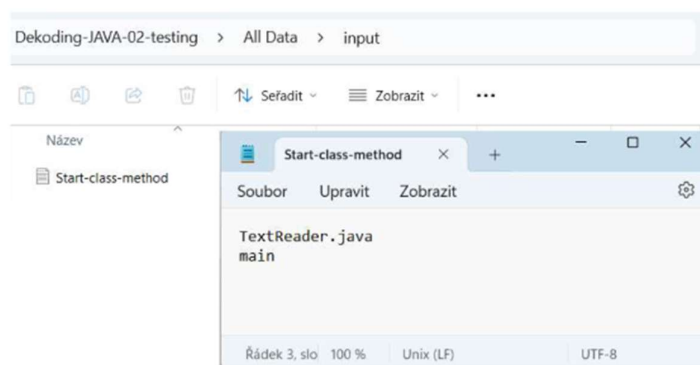 Dekoding-JAVA-02-testing > All Data > input
Seřadit Zobrazit ...
Název
Start-class-method
Start-class-method × +
Soubor Upravit Zobrazit
TextReader.java
main
Řádek 3, slo 100 % Unix (LF) UTF-8